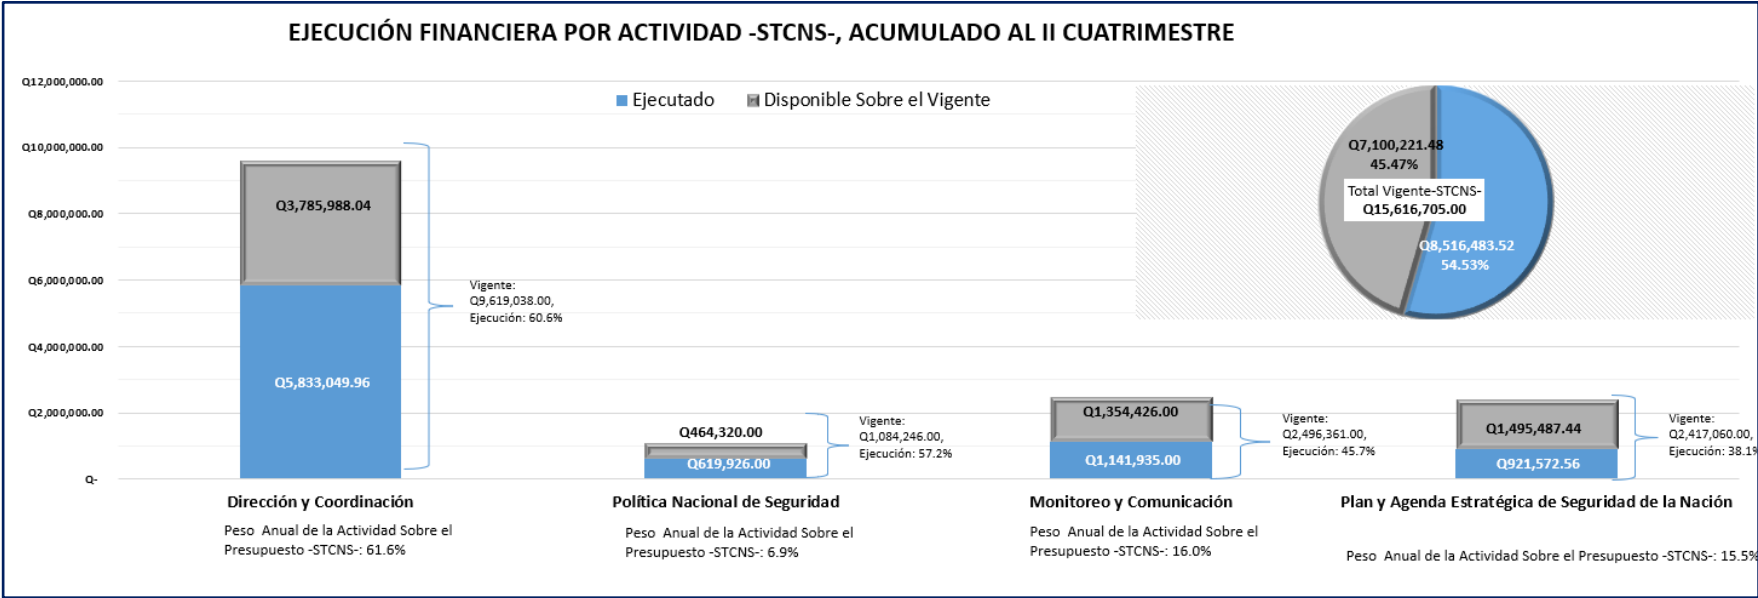 EJECUCIÓN FINANCIERA POR ACTIVIDAD -STCNS-, ACUMULADO AL II CUATRIMESTRE
Q12,000,000.00
Q10,000,000.00
Q8,000,000.00
Q6,000,000.00
Q4,000,000.00
Q2,000,000.00
Q-
Ejecutado
Disponible Sobre el Vigente
Q7,100,221.48
45.47%
Total Vigente-STCNS-
Q15,616,705.00
Q8,516,483.52
54.53%
Q3,785,988.04
Q5,833,049.96
Vigente:
Q9,619,038.00,
Ejecución: 60.6%
Q464,320.00
Q619,926.00
Vigente:
Q1,084,246.00,
Ejecución: 57.2%
Q1,354,426.00
Q1,141,935.00
Vigente:
Q2,496,361.00,
Ejecución: 45.7%
Q1,495,487.44
Q921,572.56
Vigente:
Q2,417,060.00,
Ejecución: 38.1%
Dirección y Coordinación
Peso Anual de la Actividad Sobre el
Presupuesto -STCNS-: 61.6%
Política Nacional de Seguridad
Peso Anual de la Actividad Sobre el
Presupuesto -STCNS-: 6.9%
Monitoreo y Comunicación
Peso Anual de la Actividad Sobre el
Presupuesto -STCNS-: 16.0%
Plan y Agenda Estratégica de Seguridad de la Nación
Peso Anual de la Actividad Sobre el Presupuesto -STCNS-: 15.5%